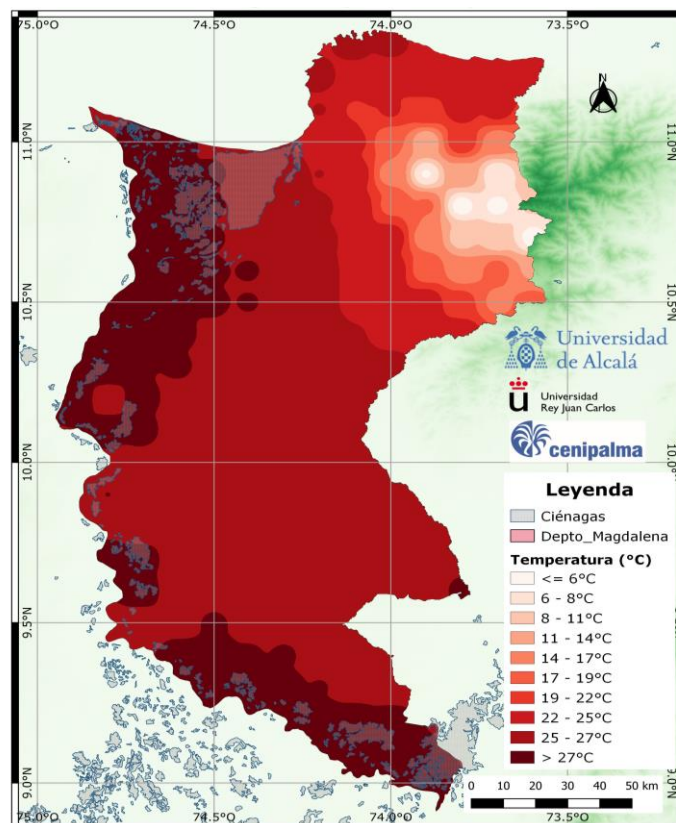 75.0°O 74.5°O 74.0°O 73.5°O
N
11.0°N 11.0°N
10.5°N 10.5°N
Universidad
de Alcalá
u Universidad
Rey Juan Carlos
cenipalma
10.0°N 10.0°N
Leyenda
Ciénagas
Depto_Magdalena
Temperatura (°C)
<= 6°C
6 - 8°C
8 - 11°C
11 - 14°C
14 - 17°C
17 - 19°C
19 - 22°C
22 - 25°C
25 - 27°C
> 27°C
9.5°N
9.0°N 9.0°N
0 10 20 30 40 50 km
75.0°O 74.5°O 74.0°O 73.5°O